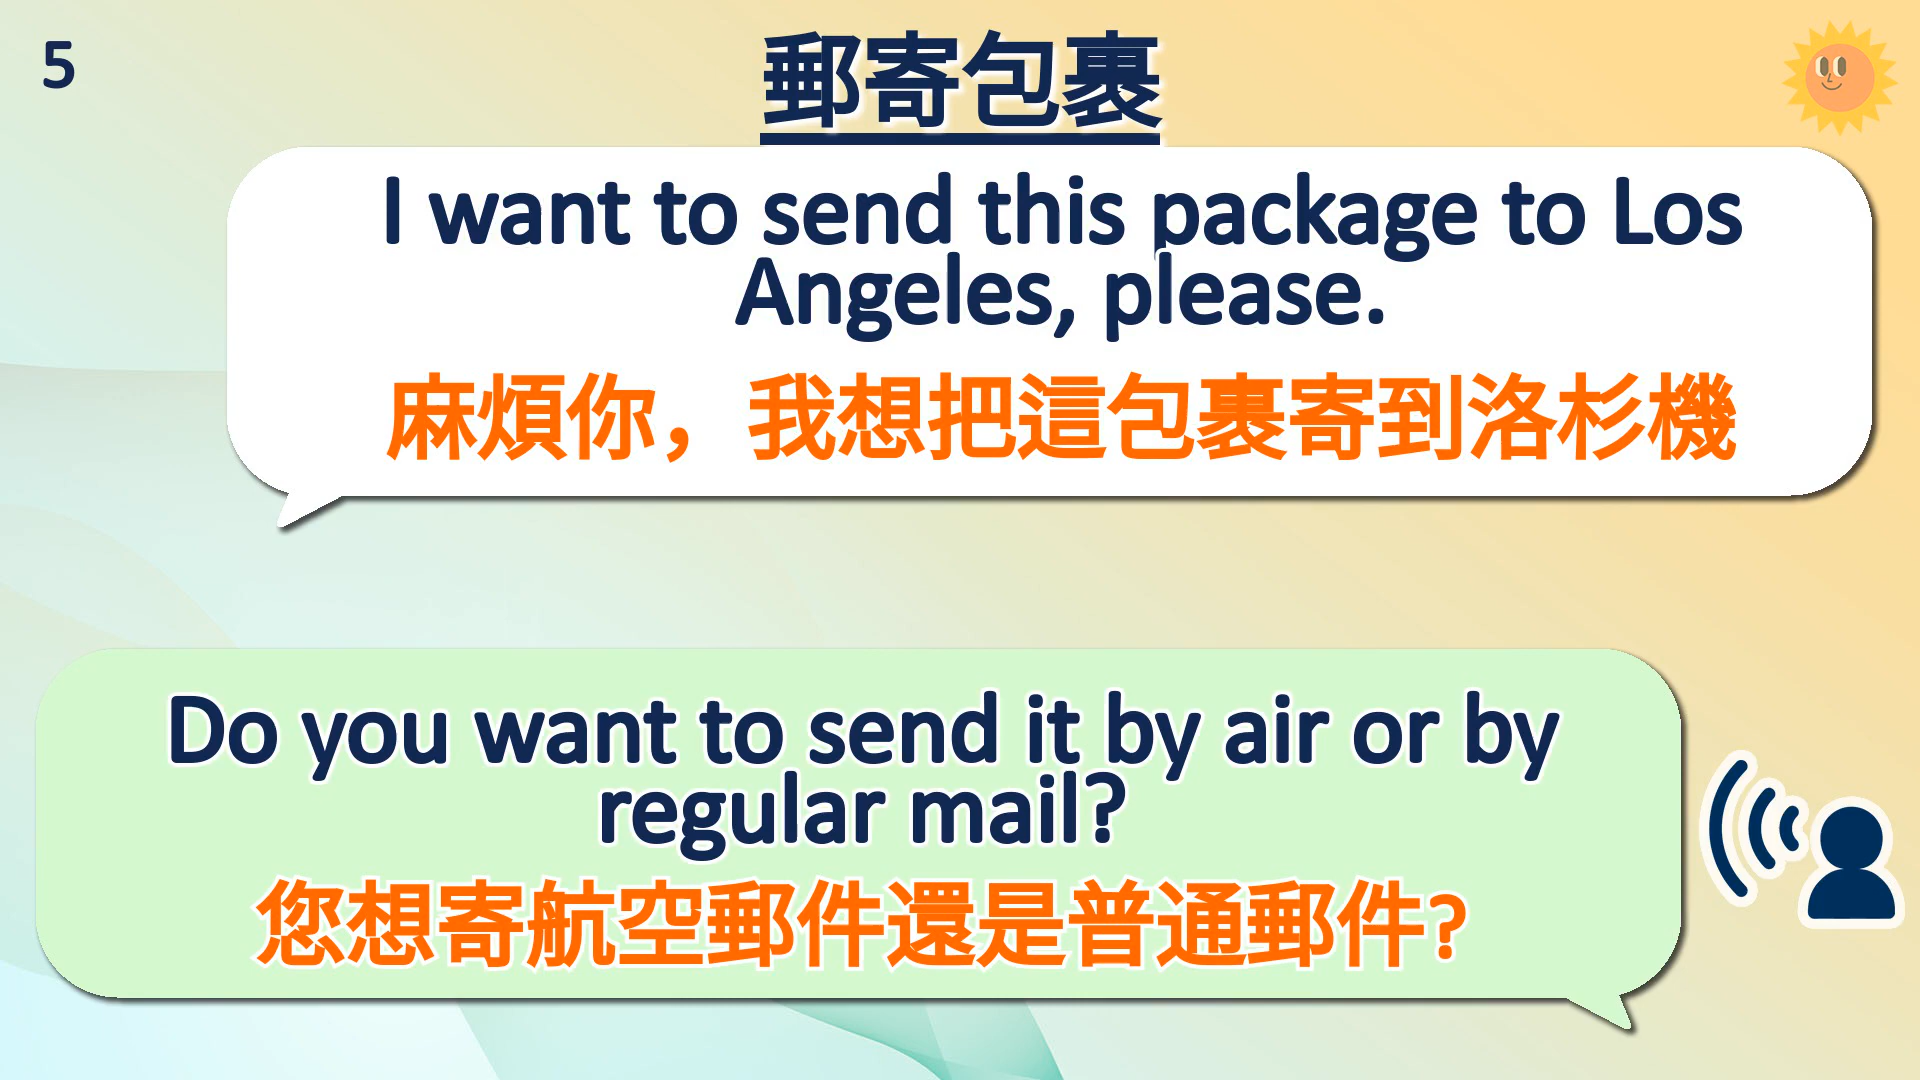 5
郵寄包裹
I want to send this package to Los
Angeles, please.
麻煩你，我想把這包裹寄到洛杉機
Do you want to send it by air or by
regular mail?
您想寄航空郵件還是普通郵件?